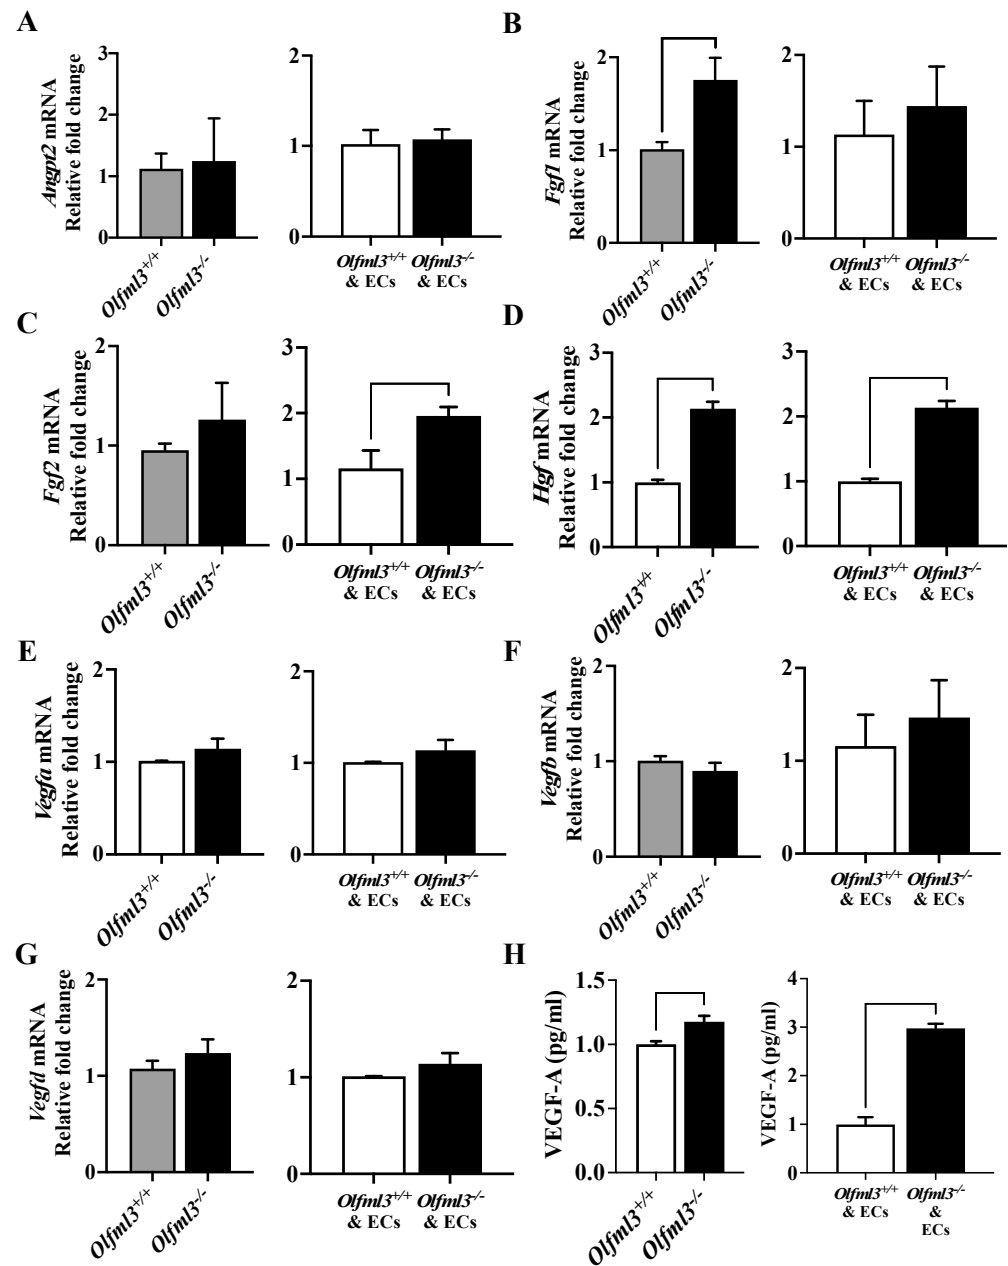 A
Angpt2 mRNA
Relative fold change
3
2
1
0
Olfml3+/+
Olfml3-/-
2
1
0
Olfml3+/+ Olfml3-/-
& ECs & ECs
B
Fgf1 mRNA
Relative fold change
2
1
0
Olfml3+/+
Olfml3-/-
2
1
0
Olfml3+/+ Olfml3-/-
& ECs & ECs
C
Fgf2 mRNA
Relative fold change
2
1
0
Olfml3+/+
Olfml3-/-
3
2
1
0
Olfml3+/+ Olfml3-/-
& ECs & ECs
D
Hgf mRNA
Relative fold change
3
2
1
0
Olfml3+/+
Olfml3-/-
3
2
1
0
Olfml3+/+ Olfml3-/-
& ECs & ECs
E
Vegfa mRNA
Relative fold change
2
1
0
Olfml3+/+
Olfml3-/-
2
1
0
Olfml3+/+ Olfml3-/-
& ECs & ECs
F
Vegfb mRNA
Relative fold change
2
1
0
Olfml3+/+
Olfml3-/-
2
1
0
Olfml3+/+ Olfml3-/-
& ECs & ECs
G
Vegfd mRNA
Relative fold change
2
1
0
Olfml3+/+
Olfml3-/-
2
1
0
Olfml3+/+ Olfml3-/-
& ECs & ECs
H
VEGF-A (pg/ml)
1.5
1.0
0.5
0.0
Olfml3+/+
Olfml3-/-
VEGF-A (pg/ml)
4
3
2
1
0
Olfml3+/+ Olfml3-/-
& ECs &
ECs